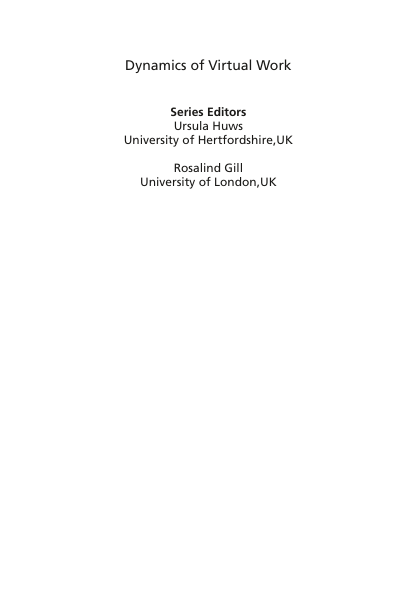 Dynamics of Virtual Work
Series Editors
Ursula Huws
University of Hertfordshire,UK
Rosalind Gill
University of London,UK